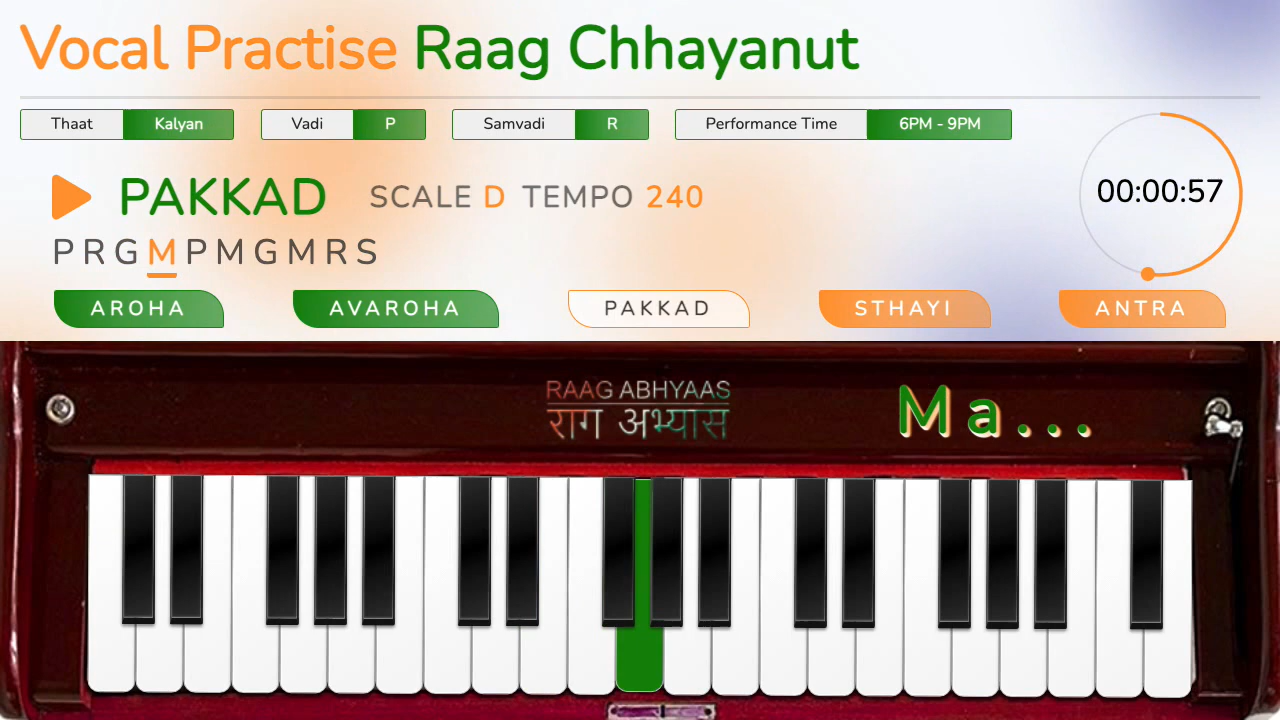 Vocal Practise Raag Chhayanut
Thaat Kalyan Vadi P Samvadi R Performance Time 6PM - 9PM
00:00:57
PAKKAD SCALE D TEMPO 240
P R G M P M G M R S
AROHA AVAROHA PAKKAD STHAYI ANTRA
RAAG ABHYAAS
राग अभ्यास
Ma...